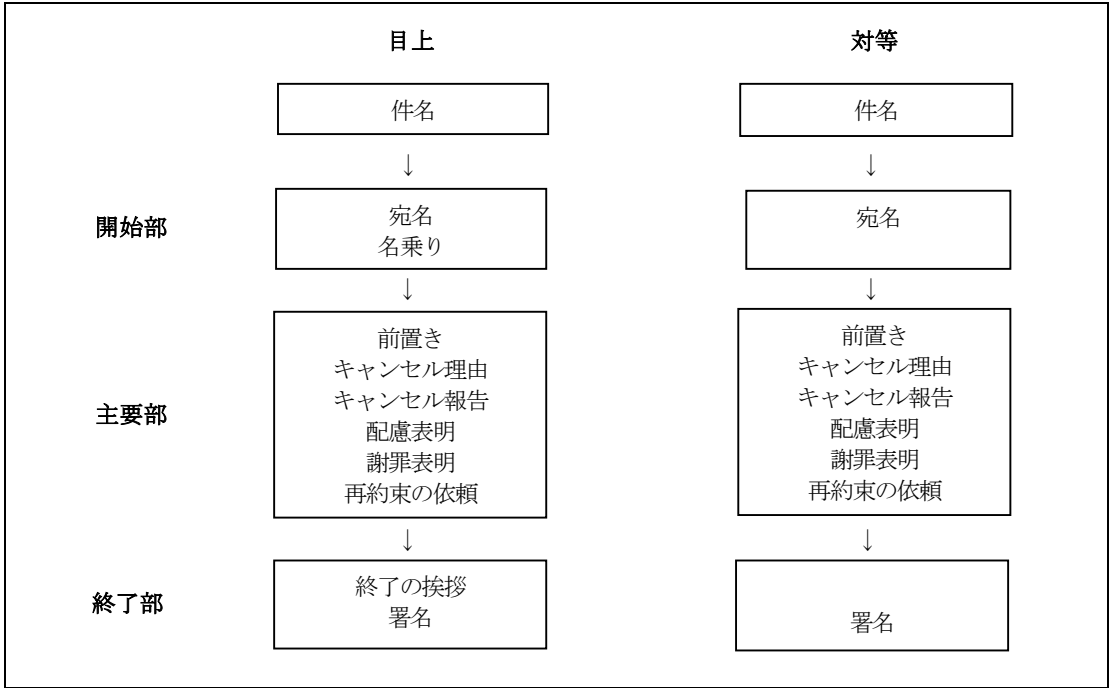 目上 対等
件名 件名
↓ ↓
開始部
宛名 宛名
名乗り
↓ ↓
主要部
前置き 前置き
キャンセル理由 キャンセル理由
キャンセル報告 キャンセル報告
配慮表明 配慮表明
謝罪表明 謝罪表明
再約束の依頼 再約束の依頼
↓ ↓
終了部
終了の挨拶
署名 署名